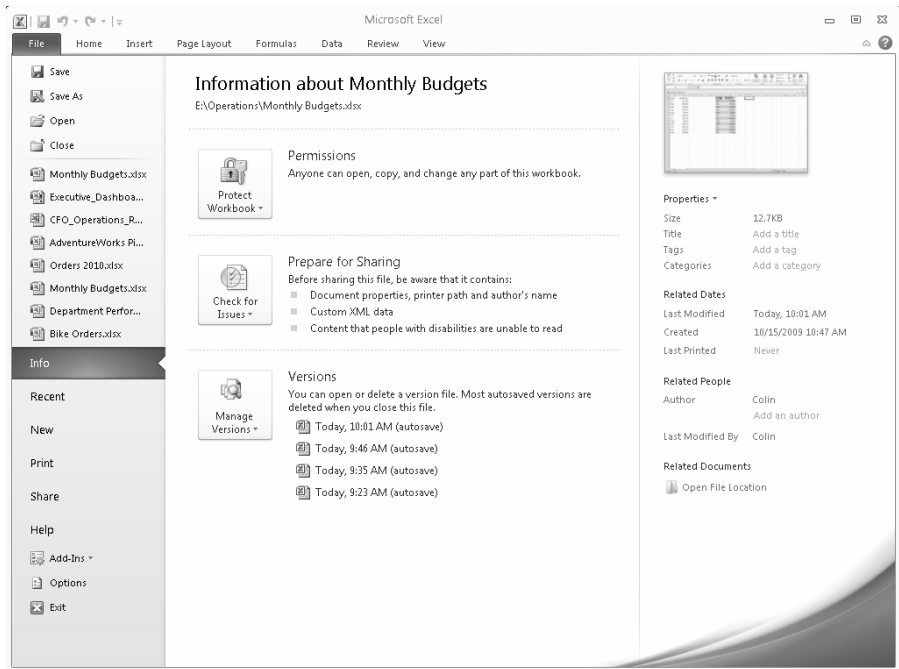 Microsoft Excel
File Home Insert Page Layout Formulas Data Review View
Save
Save As
Open
Close
Monthly Budgets.xlsx
Executive_Dashboa...
CFO_Operations_R...
AdventureWorks Pi...
Orders 2010.xlsx
Monthly Budgets.xlsx
Department Perfor...
Bike Orders.xlsx
Info
Recent
New
Print
Share
Help
Add-Ins
Options
Exit
Information about Monthly Budgets
E:\Operations\Monthly Budgets.xlsx
Protect
Workbook
Permissions
Anyone can open, copy, and change any part of this workbook.
Check for
Issues
Prepare for Sharing
Before sharing this file, be aware that it contains:
Document properties, printer path and author's name
Custom XML data
Content that people with disabilities are unable to read
Manage
Versions
Versions
You can open or delete a version file. Most autosaved versions are
deleted when you close this file.
Today, 10:01 AM (autosave)
Today, 9:46 AM (autosave)
Today, 9:35 AM (autosave)
Today, 9:23 AM (autosave)
Properties
Size 12.7KB
Title Add a title
Tags Add a tag
Categories Add a category
Related Dates
Last Modified Today, 10:01 AM
Created 10/15/2009 10:47 AM
Last Printed Never
Related People
Author Colin
Add an author
Last Modified By Colin
Related Documents
Open File Location